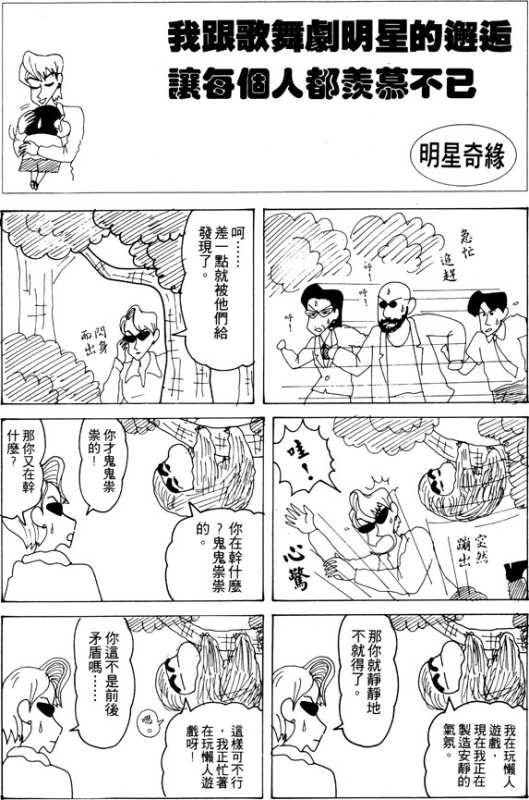 我跟歌舞劇明星的邂逅
讓每個人都羨慕不已
明星奇緣
急忙
追趕
呼！
呼！
呵……
差一點就被他們給
發現了。
閃身
而出
哇！
心驚
突然
蹦出
你在幹什麼
？鬼鬼祟祟
的。
你才鬼鬼祟
祟的！
那你又在幹
什麼？
我在玩懶人
遊戲，
現在我正在
製造安靜的
氣氛。
那你就靜靜地
不就得了。
這樣可不行
，我正忙著
在玩懶人遊
戲呀！
嗯。
你這不是前後
矛盾嗎……